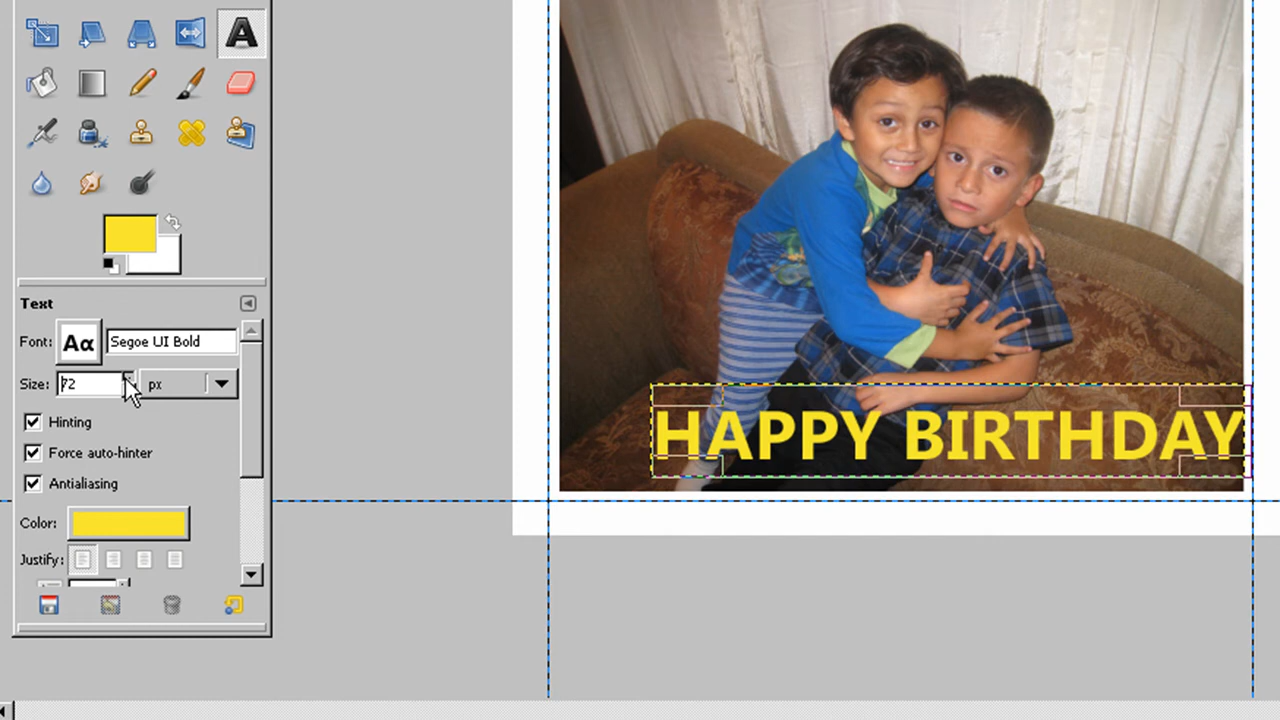 A
Text
Font: Aα Segoe UI Bold
Size: 72 px
Hinting
Force auto-hinter
Antialiasing
Color:
Justify:
HAPPY BIRTHDAY